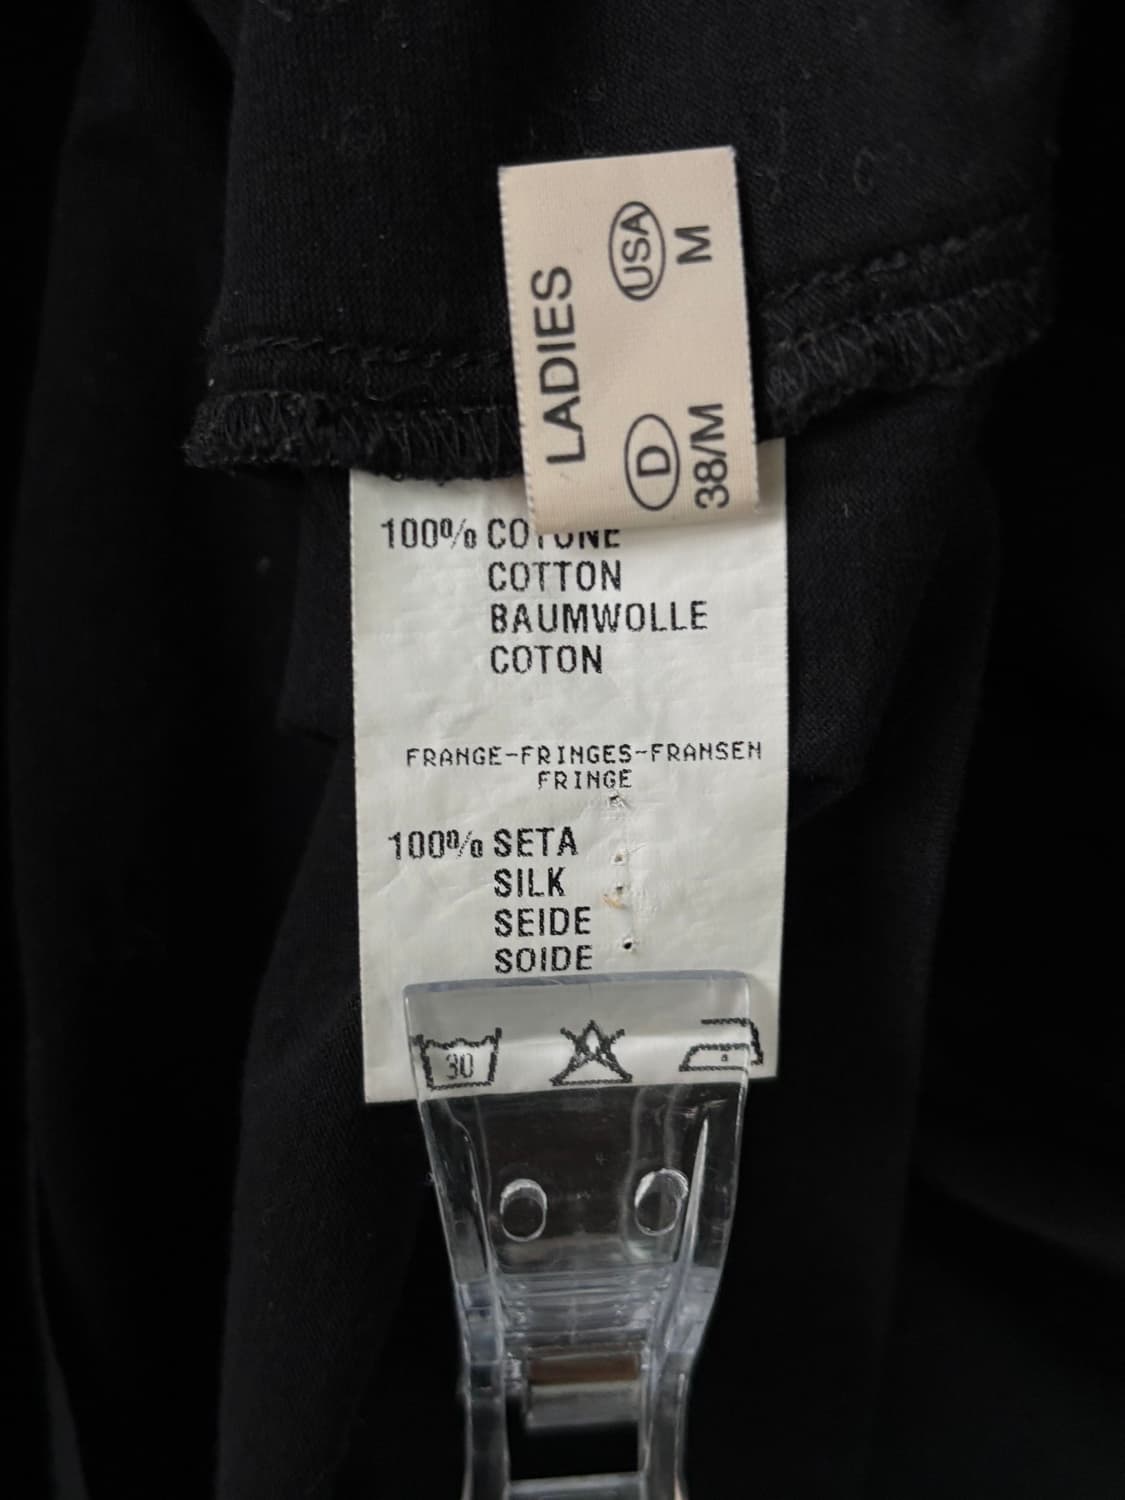 LADIES
D USA
38/M M
100% COTONE
COTTON
BAUMWOLLE
COTON
FRANGE-FRINGES-FRANSEN
FRINGE
100% SETA
SILK
SEIDE
SOIDE
30